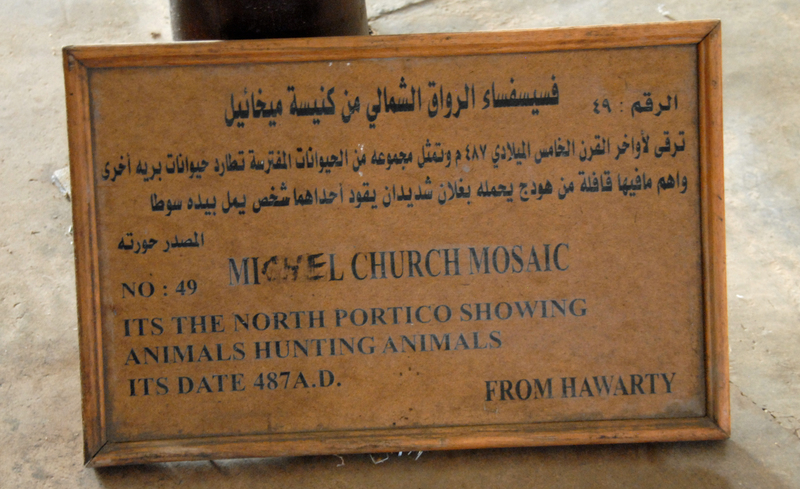 الرقم : ٤٩ فسيسفساء الرواق الشمالي من كنيسة ميخائيل
ترقى لأواخر القرن الخامس الميلادي ٤٨٧ م وتمثل مجموعه من الحيوانات المفترسة تطارد حيوانات بريه أخرى
واهم مافيها قافلة من هودج يحمله بغلان شديدان يقود أحداهما شخص يمل بيده سوطا
المصدر حورته
NO : 49 MICHEL CHURCH MOSAIC
ITS THE NORTH PORTICO SHOWING
ANIMALS HUNTING ANIMALS
ITS DATE 487A.D.
FROM HAWARTY